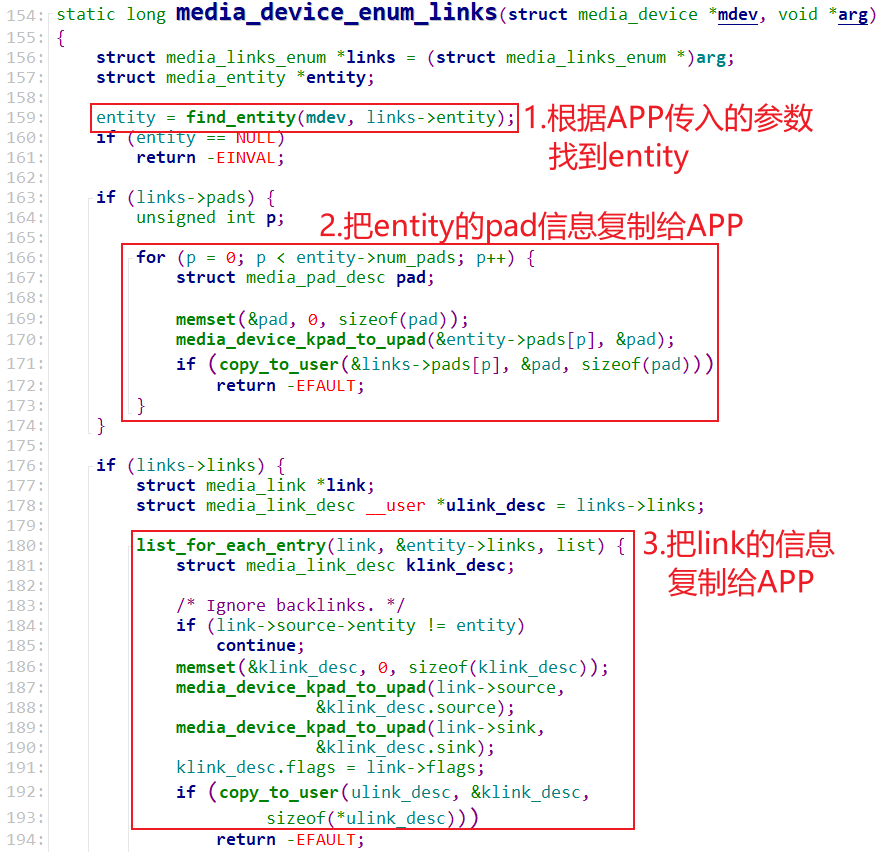 154: static long media_device_enum_links(struct media_device *mdev, void *arg)
155: {
156:     struct media_links_enum *links = (struct media_links_enum *)arg;
157:     struct media_entity *entity;
158:
159:     entity = find_entity(mdev, links->entity);
1.根据APP传入的参数
找到entity
160:     if (entity == NULL)
161:         return -EINVAL;
162:
163:     if (links->pads) {
164:         unsigned int p;
2.把entity的pad信息复制给APP
165:
166:         for (p = 0; p < entity->num_pads; p++) {
167:             struct media_pad_desc pad;
168:
169:             memset(&pad, 0, sizeof(pad));
170:             media_device_kpad_to_upad(&entity->pads[p], &pad);
171:             if (copy_to_user(&links->pads[p], &pad, sizeof(pad)))
172:                 return -EFAULT;
173:         }
174:     }
175:
176:     if (links->links) {
177:         struct media_link *link;
178:         struct media_link_desc __user *ulink_desc = links->links;
179:
180:         list_for_each_entry(link, &entity->links, list) {
3.把link的信息
复制给APP
181:             struct media_link_desc klink_desc;
182:
183:             /* Ignore backlinks. */
184:             if (link->source->entity != entity)
185:                 continue;
186:             memset(&klink_desc, 0, sizeof(klink_desc));
187:             media_device_kpad_to_upad(link->source,
188:                           &klink_desc.source);
189:             media_device_kpad_to_upad(link->sink,
190:                           &klink_desc.sink);
191:             klink_desc.flags = link->flags;
192:             if (copy_to_user(ulink_desc, &klink_desc,
193:                      sizeof(*ulink_desc)))
194:                 return -EFAULT;